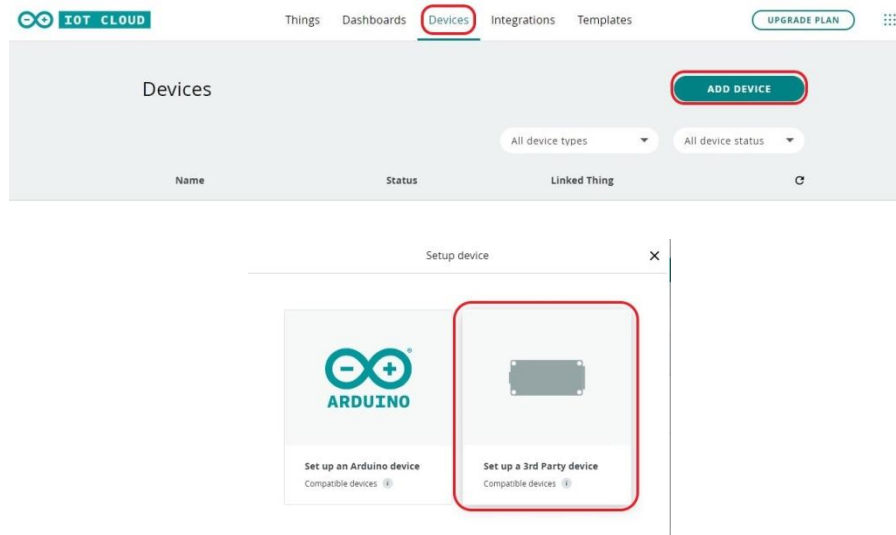 IOT CLOUD
Things Dashboards Devices Integrations Templates UPGRADE PLAN
Devices ADD DEVICE
All device types All device status
Name Status Linked Thing
Setup device
ARDUINO
Set up an Arduino device Set up a 3rd Party device
Compatible devices i Compatible devices i